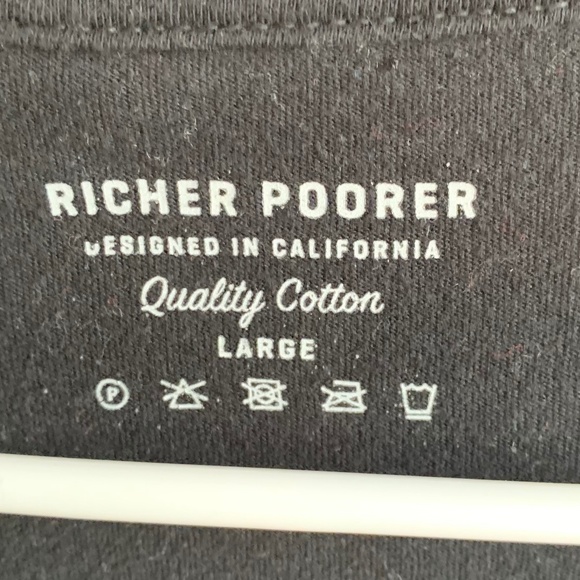 RICHER POORER
DESIGNED IN CALIFORNIA
Quality Cotton
LARGE
P